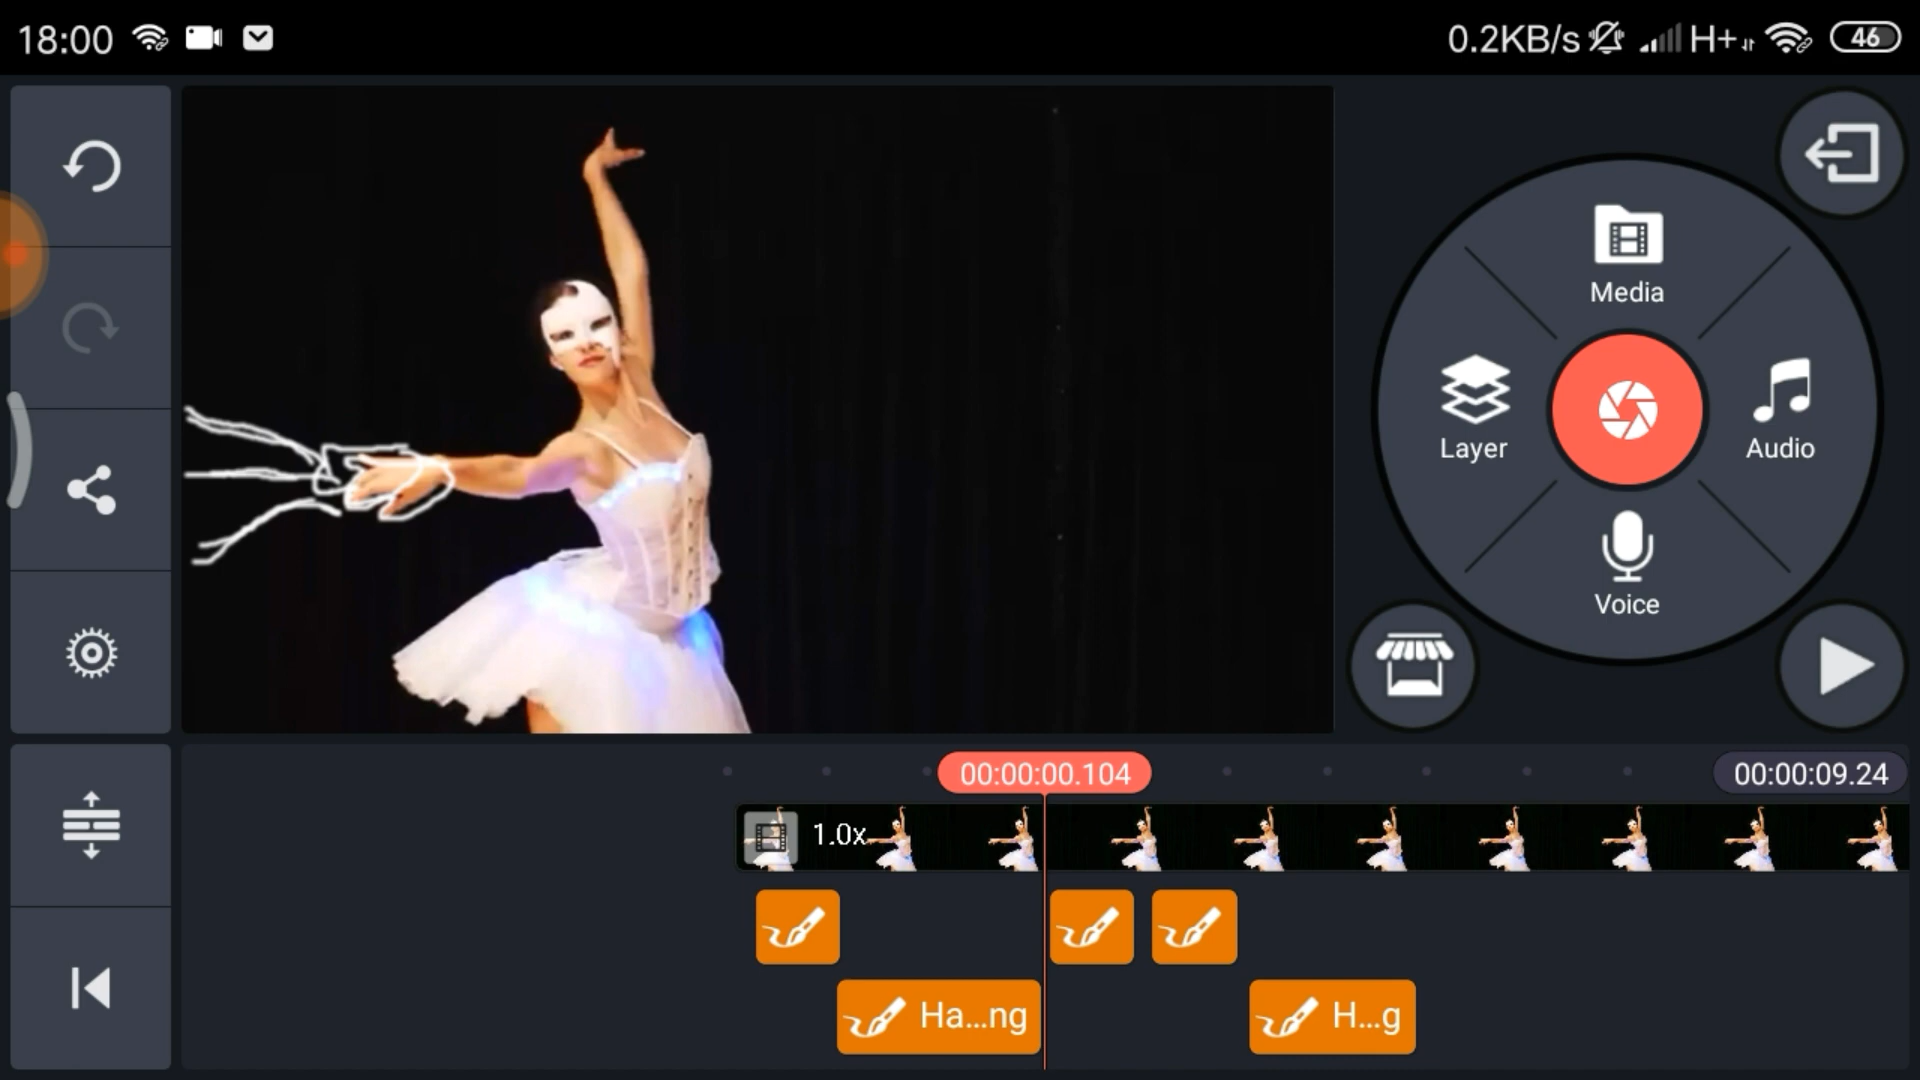 18:00
0.2KB/s H+ 46
Media
Layer
Audio
Voice
00:00:00.104
00:00:09.24
1.0x
Ha...ng
H...g